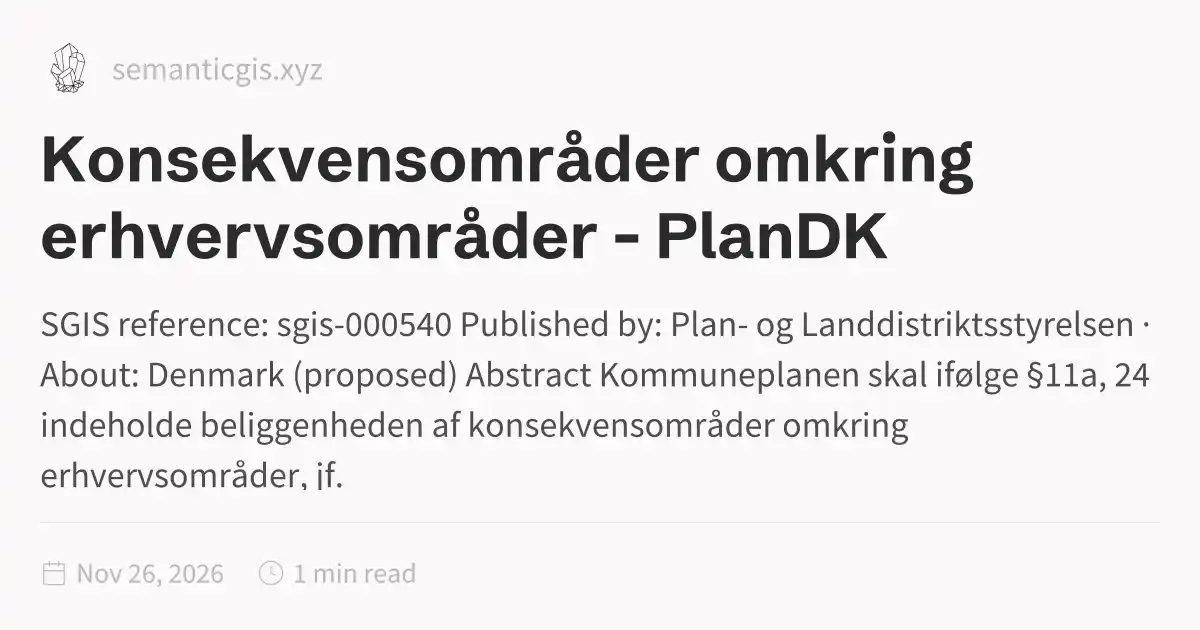 semanticgis.xyz
Konsekvensområder omkring
erhvervsområder - PlanDK
SGIS reference: sgis-000540 Published by: Plan- og Landdistriktsstyrelsen ·
About: Denmark (proposed) Abstract Kommuneplanen skal ifølge §11a, 24
indeholde beliggenheden af konsekvensområder omkring
erhvervsområder, jf.
Nov 26, 2026
1 min read